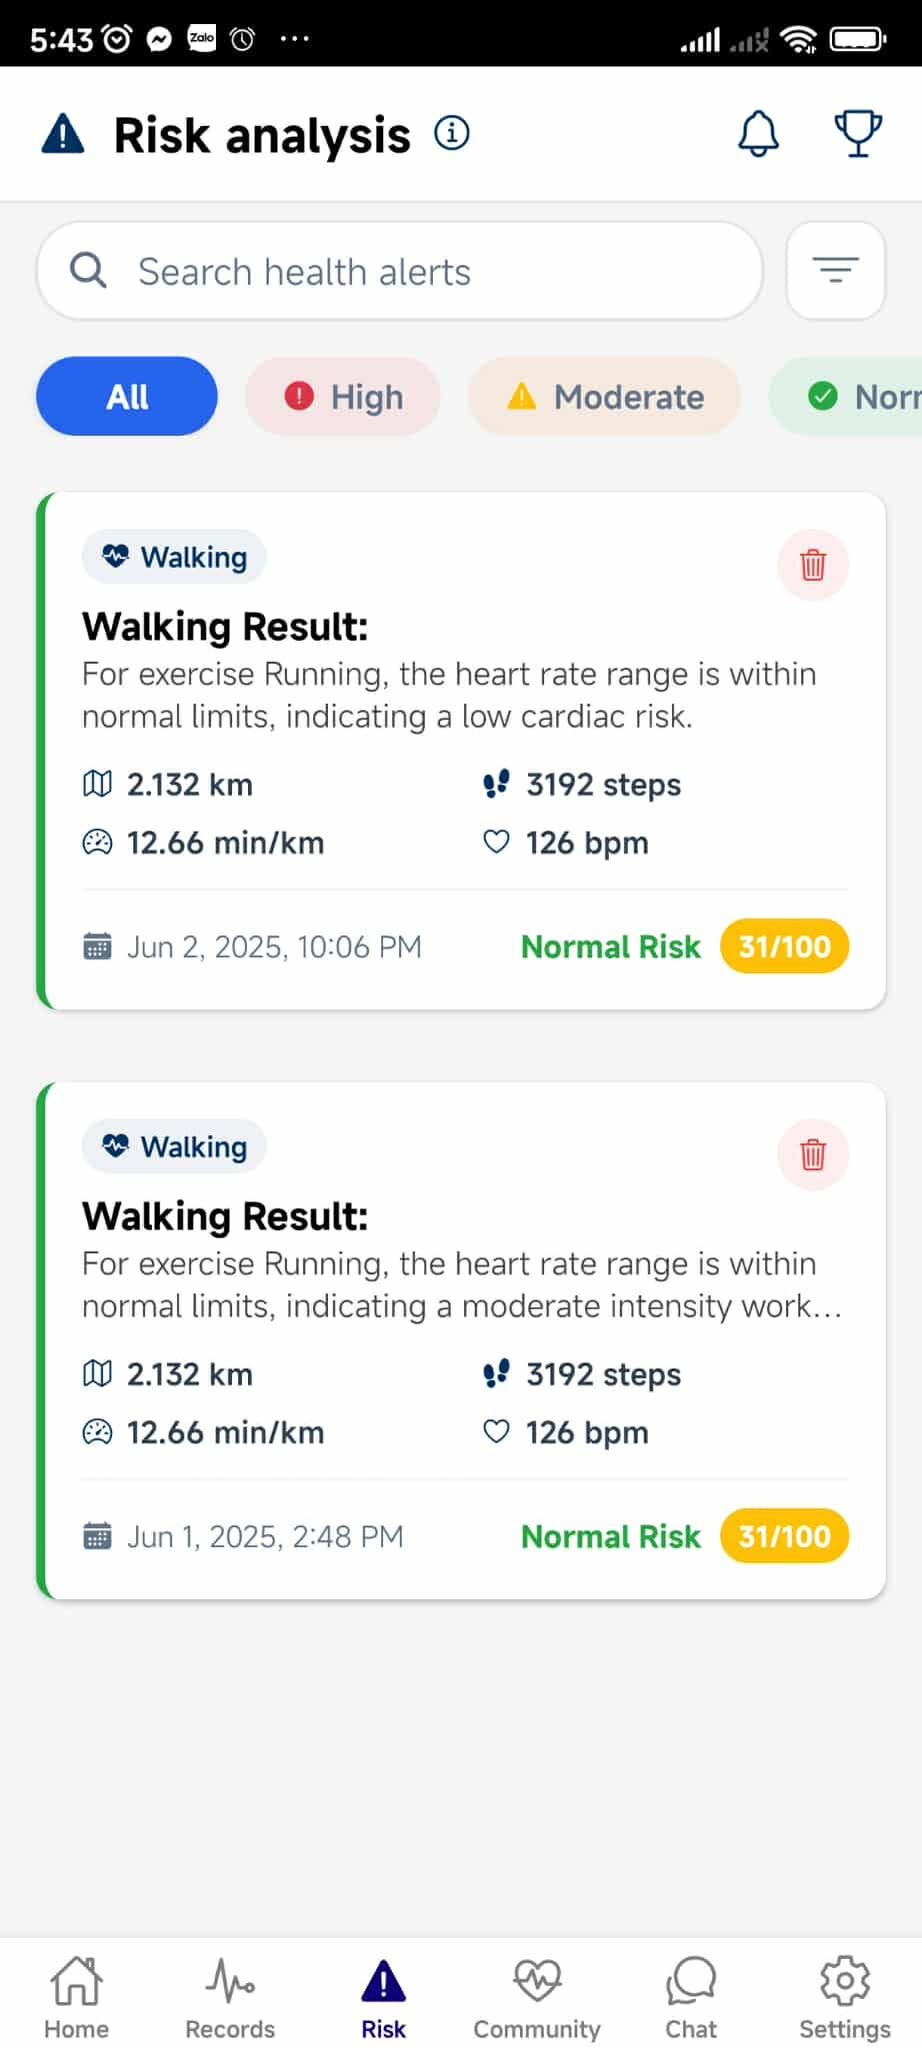 5:43 Zalo ...
Risk analysis
Search health alerts
All High Moderate Norr
Walking
Walking Result:
For exercise Running, the heart rate range is within
normal limits, indicating a low cardiac risk.
2.132 km 3192 steps
12.66 min/km 126 bpm
Jun 2, 2025, 10:06 PM Normal Risk 31/100
Walking
Walking Result:
For exercise Running, the heart rate range is within
normal limits, indicating a moderate intensity work...
2.132 km 3192 steps
12.66 min/km 126 bpm
Jun 1, 2025, 2:48 PM Normal Risk 31/100
Home Records Risk Community Chat Settings